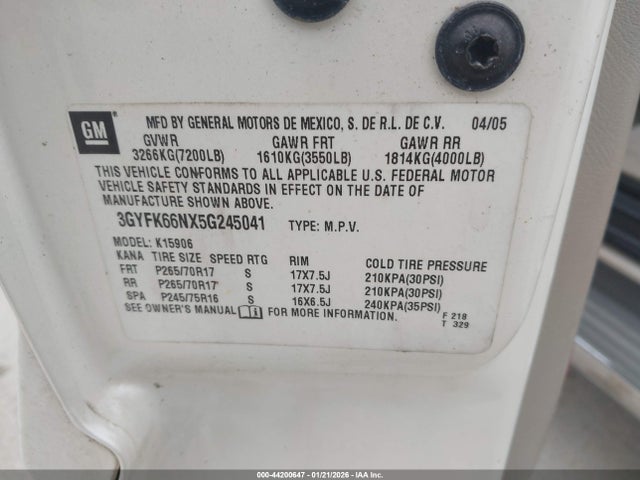 GM
MFD BY GENERAL MOTORS DE MEXICO, S. DE R.L. DE C.V. 04/05
GVWR GAWR FRT GAWR RR
3266KG(7200LB) 1610KG(3550LB) 1814KG(4000LB)
THIS VEHICLE CONFORMS TO ALL APPLICABLE U.S. FEDERAL MOTOR
VEHICLE SAFETY STANDARDS IN EFFECT ON THE DATE OF
MANUFACTURE SHOWN ABOVE.
3GYFK66NX5G245041 TYPE: M.P.V.
MODEL: K15906
KANA TIRE SIZE SPEED RTG RIM COLD TIRE PRESSURE
FRT P265/70R17 S 17X7.5J 210KPA(30PSI)
RR P265/70R17 S 17X7.5J 210KPA(30PSI)
SPA P245/75R16 S 16X6.5J 240KPA(35PSI)
SEE OWNER'S MANUAL FOR MORE INFORMATION. F 218
T 329
000-44200647 - 01/21/2026 - IAAI.com - Copyright IAA, LLC